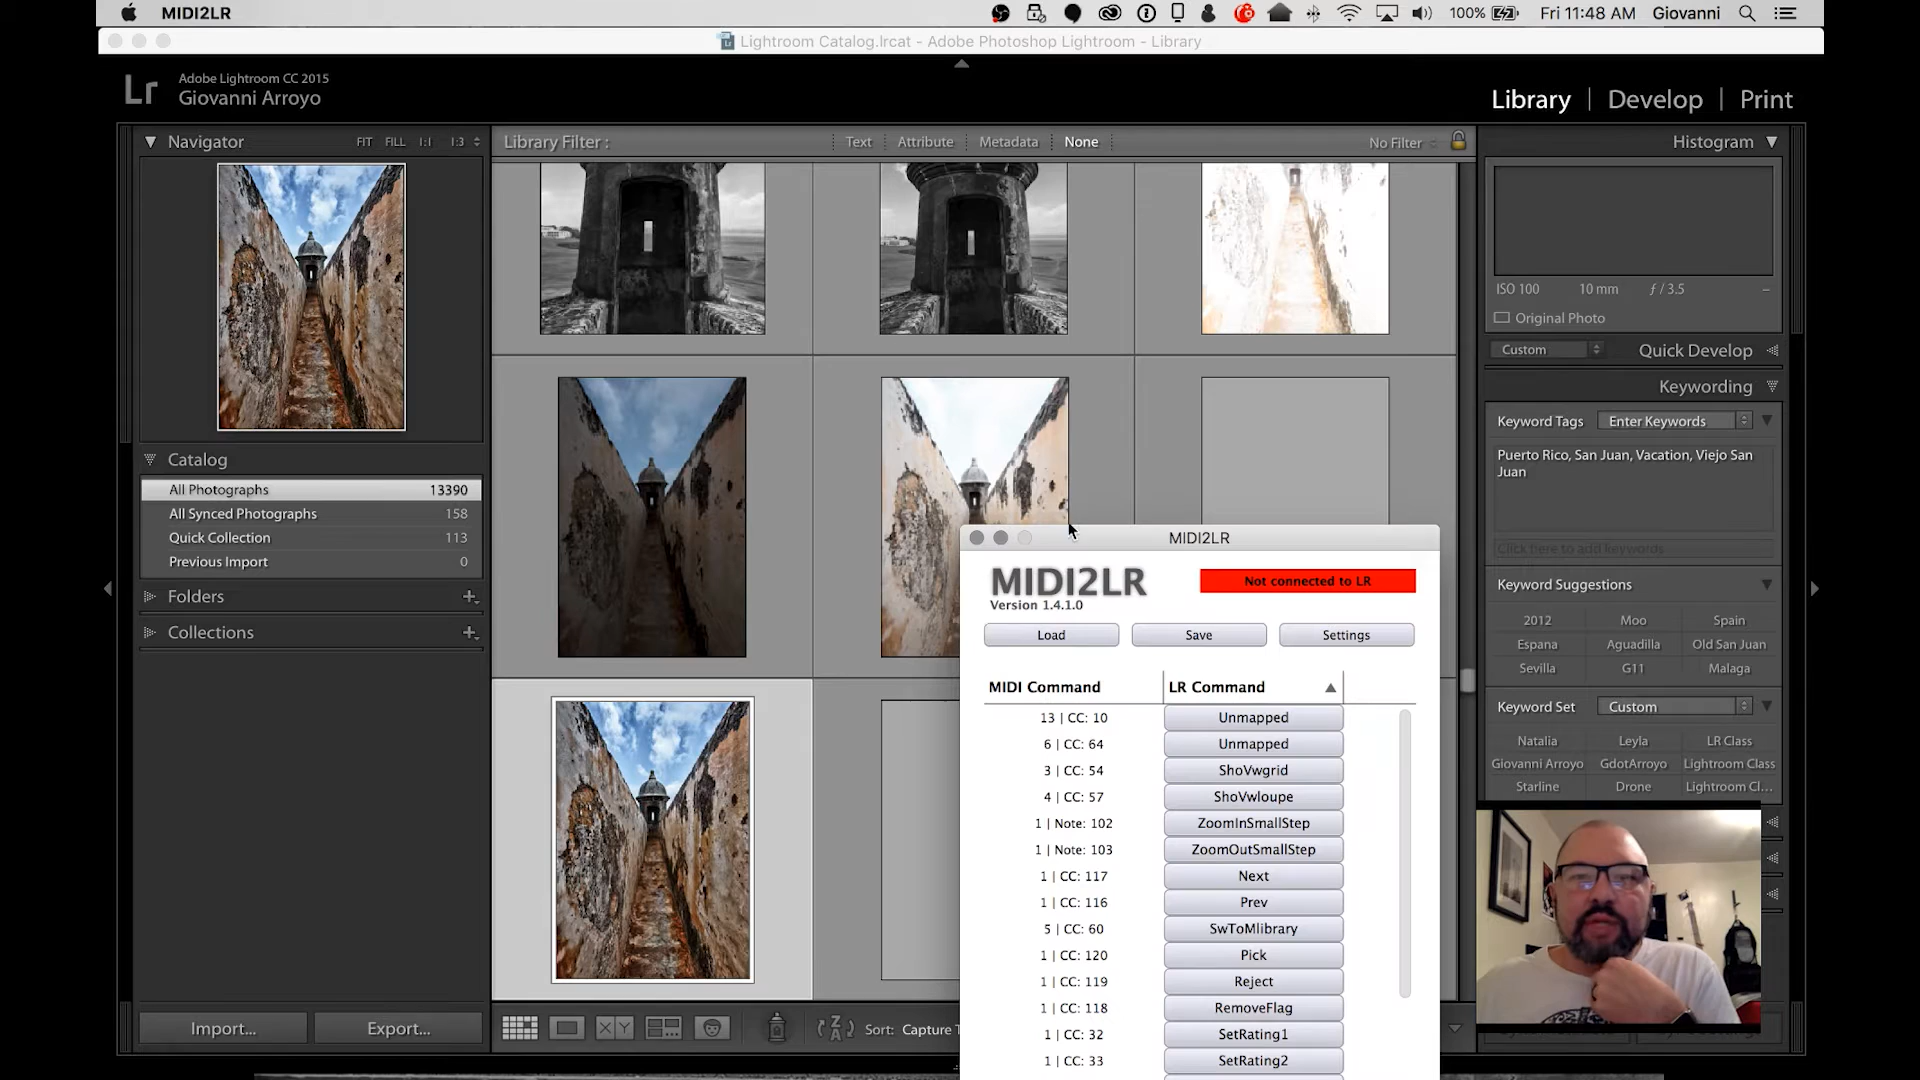 MIDI2LR
100%
Fri 11:48 AM
Giovanni
Lightroom Catalog.lrcat - Adobe Photoshop Lightroom - Library
Lr
Adobe Lightroom CC 2015
Giovanni Arroyo
Library | Develop | Print
Navigator
FIT FILL 1:1 1:3
Library Filter :
Text Attribute Metadata None
No Filter
Histogram
ISO 100 10 mm ƒ / 3.5
Original Photo
Custom
Quick Develop
Keywording
Keyword Tags Enter Keywords
Puerto Rico, San Juan, Vacation, Viejo San
Juan
Click here to add keywords
Keyword Suggestions
2012 Moo Spain
Espana Aguadilla Old San Juan
Sevilla G11 Malaga
Keyword Set Custom
Natalia Leyla LR Class
Giovanni Arroyo GdotArroyo Lightroom Class
Starline Drone Lightroom Cl...
Catalog
All Photographs 13390
All Synced Photographs 158
Quick Collection 113
Previous Import 0
Folders
Collections
Import...
Export...
XY
Sort: Capture T
MIDI2LR
MIDI2LR
Version 1.4.1.0
Not connected to LR
Load
Save
Settings
MIDI Command LR Command
13 | CC: 10 Unmapped
6 | CC: 64 Unmapped
3 | CC: 54 ShoVwgrid
4 | CC: 57 ShoVwloupe
1 | Note: 102 ZoomInSmallStep
1 | Note: 103 ZoomOutSmallStep
1 | CC: 117 Next
1 | CC: 116 Prev
5 | CC: 60 SwToMlibrary
1 | CC: 120 Pick
1 | CC: 119 Reject
1 | CC: 118 RemoveFlag
1 | CC: 32 SetRating1
1 | CC: 33 SetRating2